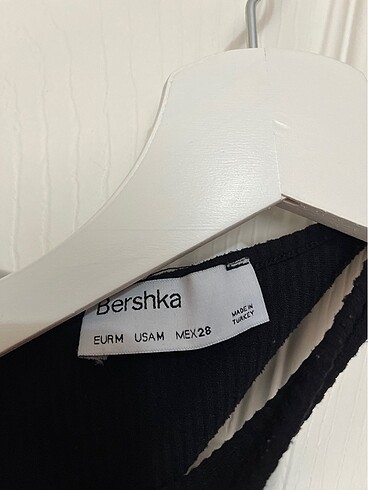 Bershka
EUR M USA M MEX 28
MADE IN
TURKEY